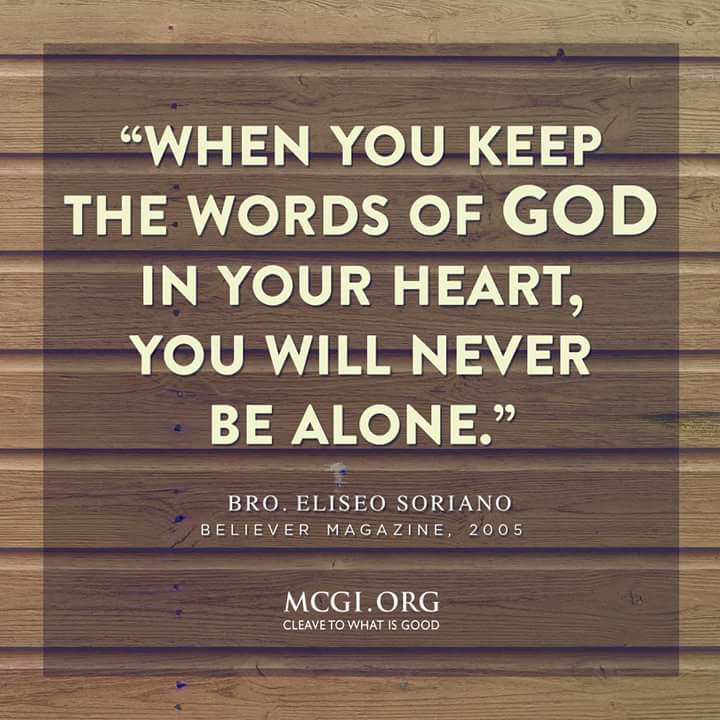 “WHEN YOU KEEP
THE WORDS OF GOD
IN YOUR HEART,
YOU WILL NEVER
BE ALONE.”
BRO. ELISEO SORIANO
BELIEVER MAGAZINE, 2005
MCGI.ORG
CLEAVE TO WHAT IS GOOD